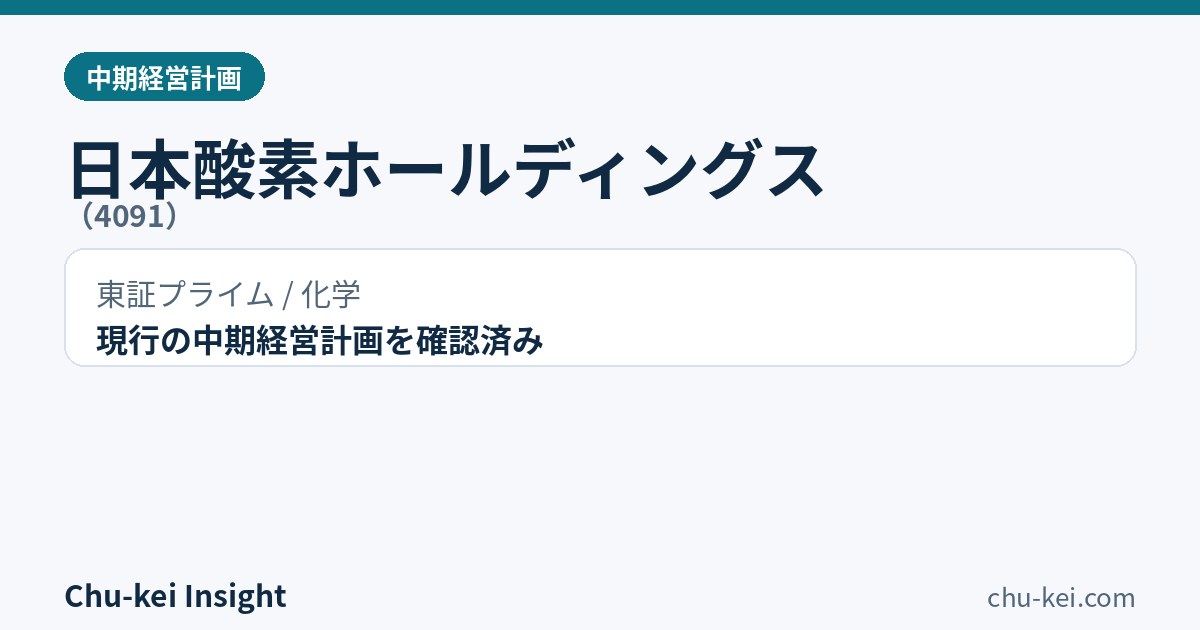 中期経営計画
日本酸素ホールディングス
（4091）
東証プライム / 化学
現行の中期経営計画を確認済み
Chu-kei Insight
chu-kei.com